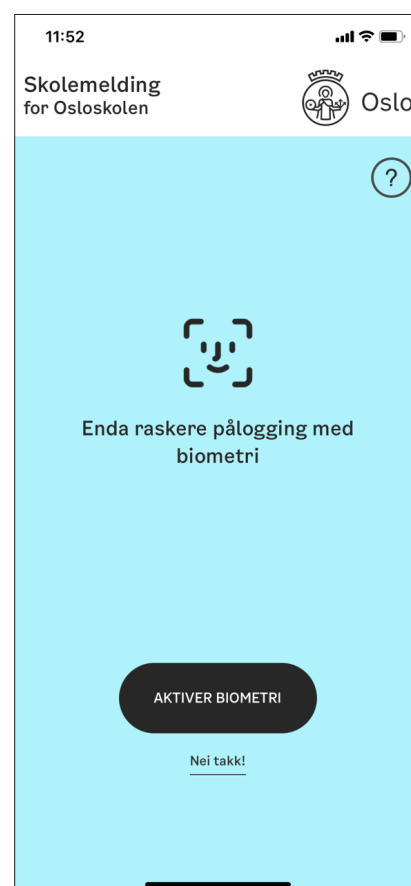 11:52
Skolemelding
for Osloskolen
Oslo
?
Enda raskere pålogging med
biometri
AKTIVER BIOMETRI
Nei takk!